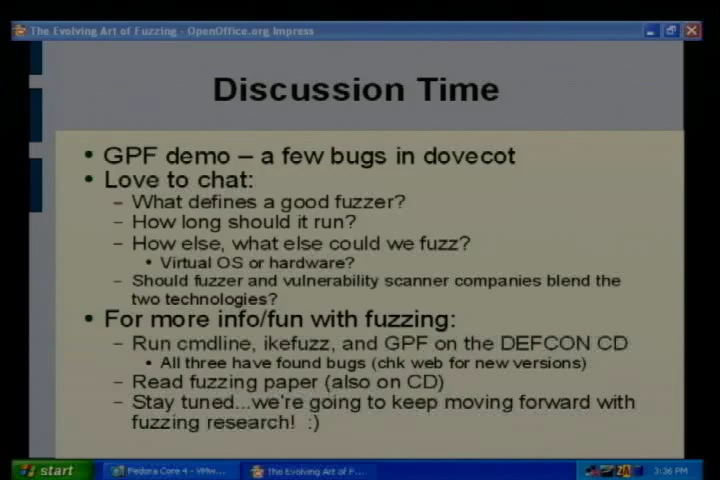 The Evolving Art of Fuzzing - OpenOffice.org Impress
Discussion Time
• GPF demo – a few bugs in dovecot
• Love to chat:
– What defines a good fuzzer?
– How long should it run?
– How else, what else could we fuzz?
• Virtual OS or hardware?
– Should fuzzer and vulnerability scanner companies blend the
two technologies?
• For more info/fun with fuzzing:
– Run cmdline, ikefuzz, and GPF on the DEFCON CD
• All three have found bugs (chk web for new versions)
– Read fuzzing paper (also on CD)
– Stay tuned...we're going to keep moving forward with
fuzzing research!  :)
start
Fedora Core 4 - VMw...
The Evolving Art of F...
3:36 PM